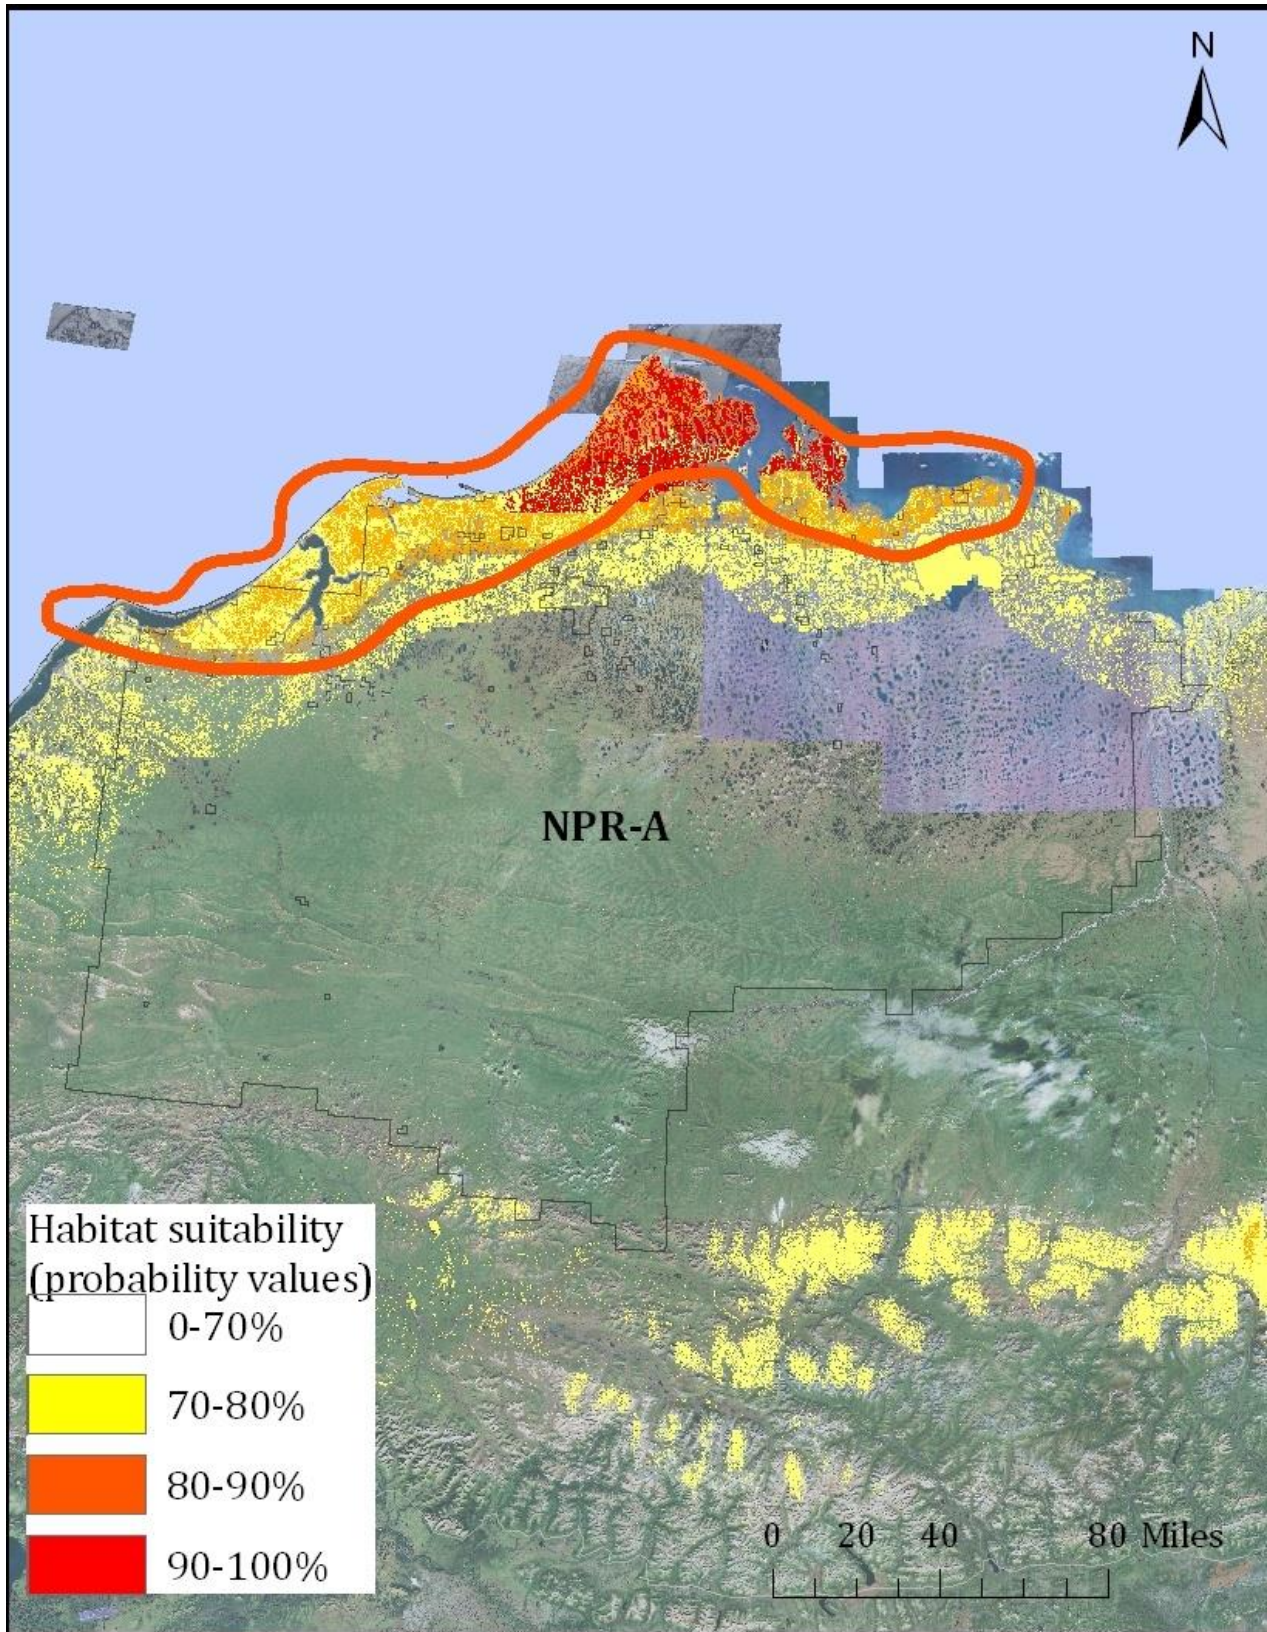 N
NPR-A
Habitat suitability
(probability values)
0-70%
70-80%
80-90%
90-100%
0 20 40 80 Miles